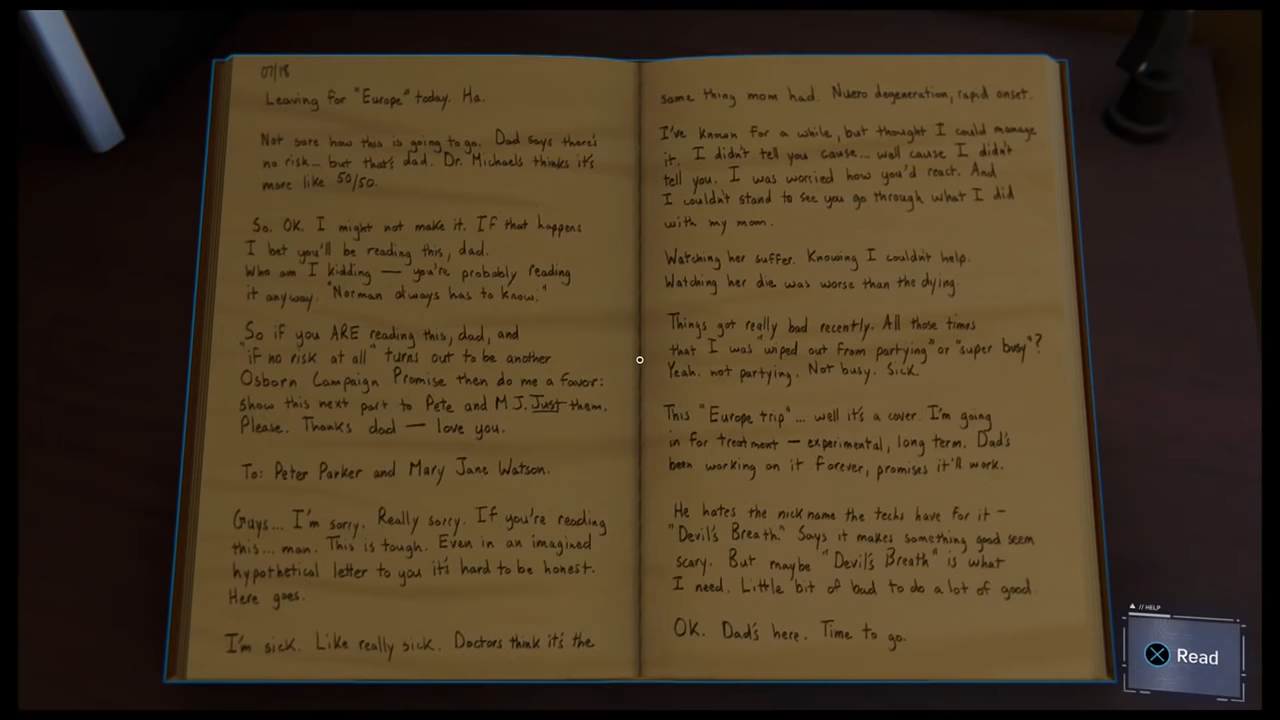 07/18
Leaving for "Europe" today. Ha.
Not sure how this is going to go. Dad says there's
no risk... but that's dad. Dr. Michaels thinks it's
more like 50/50.
So. OK. I might not make it. If that happens
I bet you'll be reading this, dad.
Who am I kidding — you're probably reading
it anyway. "Norman always has to know."
So if you ARE reading this, dad, and
"if no risk at all" turns out to be another
Osborn Campaign Promise then do me a favor:
show this next part to Pete and M.J. Just them.
Please. Thanks dad — love you.
To: Peter Parker and Mary Jane Watson.
Guys... I'm sorry. Really sorry. If you're reading
this... man. This is tough. Even in an imagined
hypothetical letter to you it's hard to be honest.
Here goes.
I'm sick. Like really sick. Doctors think it's the
same thing mom had. Nuero degeneration, rapid onset.
I've known for a while, but thought I could manage
it. I didn't tell you cause... well cause I didn't
tell you. I was worried how you'd react. And
I couldn't stand to see you go through what I did
with my mom.
Watching her suffer. Knowing I couldn't help.
Watching her die was worse than the dying.
Things got really bad recently. All those times
that I was "wiped out from partying" or "super busy"?
Yeah. not partying. Not busy. Sick.
This "Europe trip"... well it's a cover. I'm going
in for treatment — experimental, long term. Dad's
been working on it forever, promises it'll work.
He hates the nickname the techs have for it —
"Devil's Breath." Says it makes something good seem
scary. But maybe "Devil's Breath" is what
I need. Little bit of bad to do a lot of good.
OK. Dad's here. Time to go.
// HELP
Read